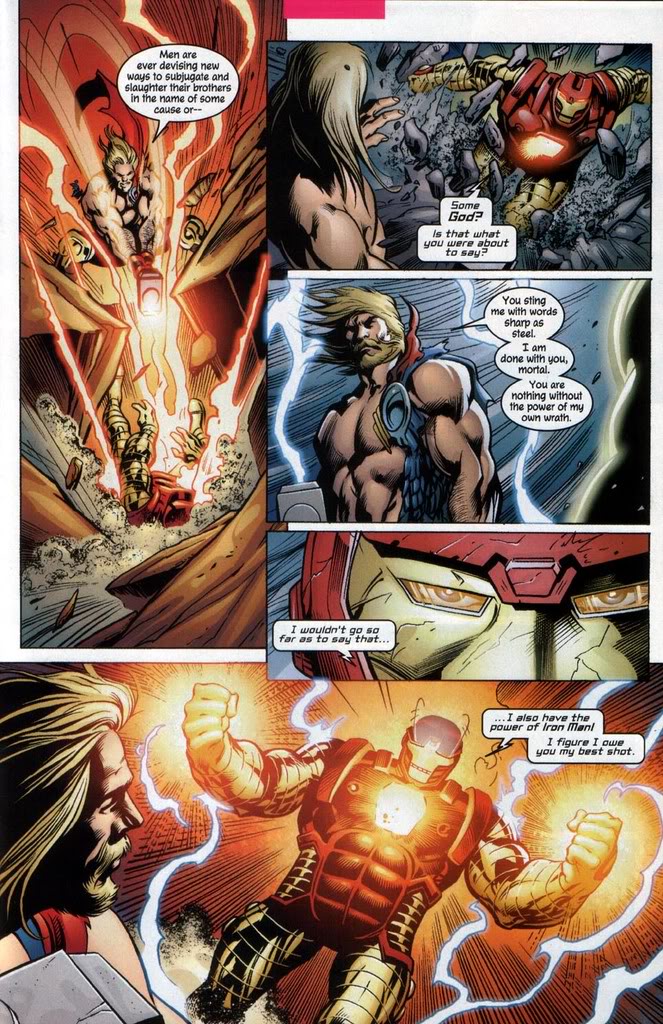 Men are
ever devising new
ways to subjugate and
slaughter their brothers
in the name of some
cause or--
Some
God?
Is that what
you were about
to say?
You sting
me with words
sharp as
steel.
I am
done with you,
mortal.
You are
nothing without
the power of my
own wrath.
I wouldn't go so
far as to say that...
...I also have the
power of Iron Man!
I figure I owe
you my best shot.